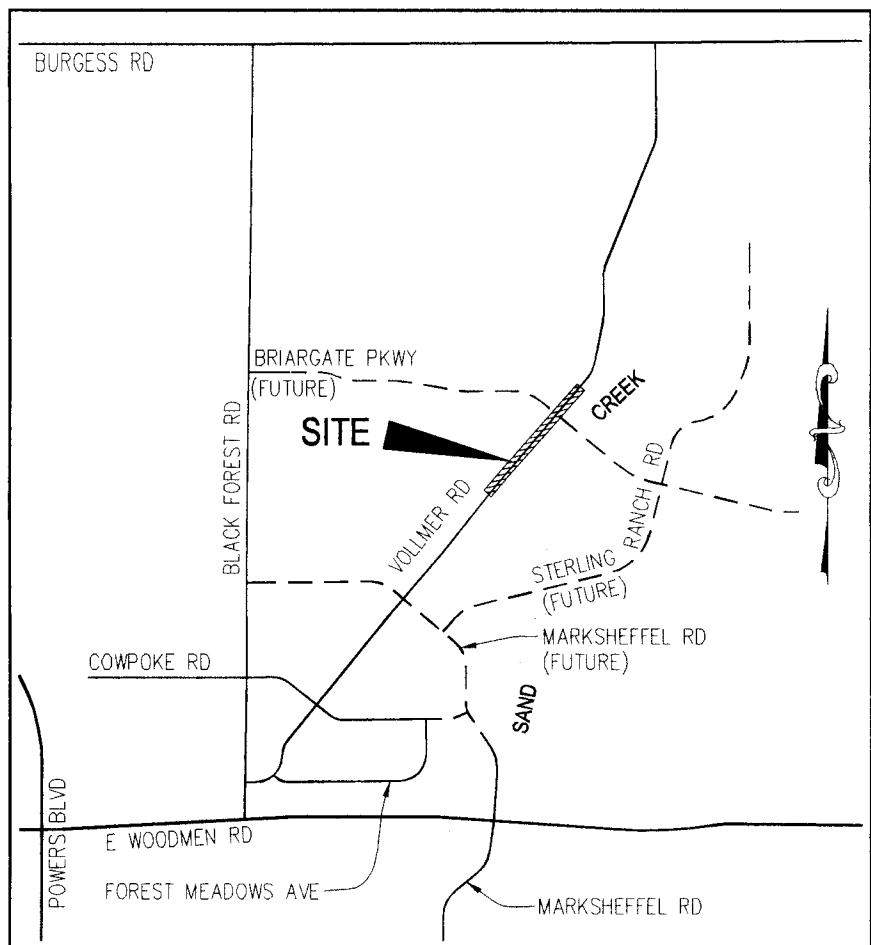 BURGESS RD
BRIARGATE PKWY
(FUTURE)
CREEK
SITE
BLACK FOREST RD
VOLLMER RD
STERLING RANCH RD
(FUTURE)
MARKSHEFFEL RD
(FUTURE)
COWPOKE RD
SAND
POWERS BLVD
E WOODMEN RD
FOREST MEADOWS AVE
MARKSHEFFEL RD